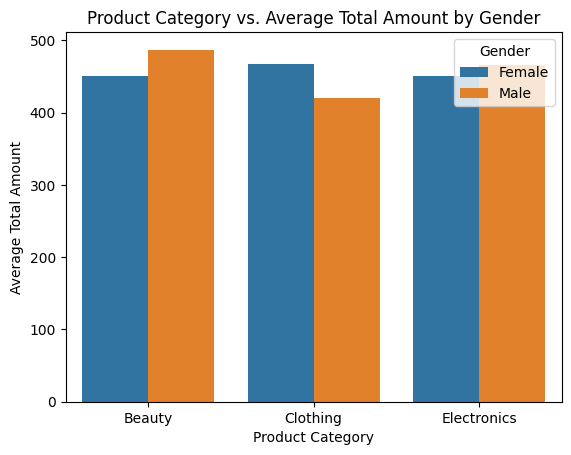 Product Category vs. Average Total Amount by Gender
Gender
Female
Male
Average Total Amount
500
400
300
200
100
0
Beauty
Clothing
Electronics
Product Category